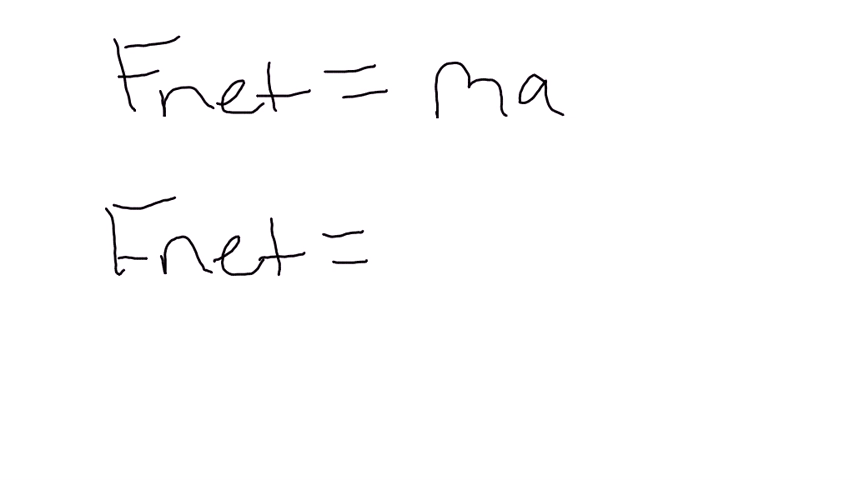 Fnet = ma
Fnet =